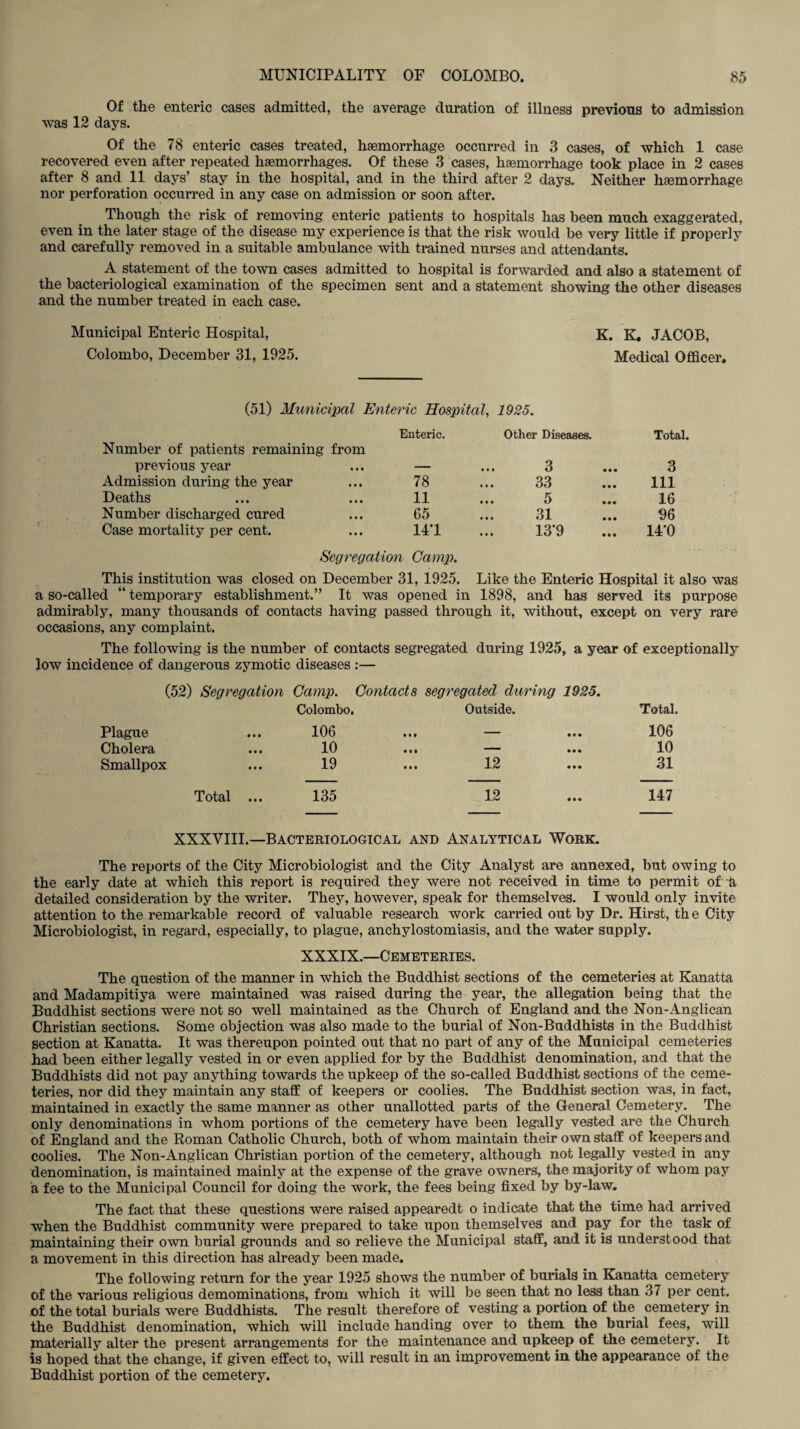 MUNICIPALITY OF COLOMBO. 85
Of the enteric cases admitted, the average duration of illness previous to admission
was 12 days.
Of the 78 enteric cases treated, hæmorrhage occurred in 3 cases, of which 1 case
recovered even after repeated hæmorrhages. Of these 3 cases, hæmorrhage took place in 2 cases
after 8 and 11 days’ stay in the hospital, and in the third after 2 days. Neither hæmorrhage
nor perforation occurred in any case on admission or soon after.
Though the risk of removing enteric patients to hospitals has been much exaggerated,
even in the later stage of the disease my experience is that the risk would be very little if properly
and carefully removed in a suitable ambulance with trained nurses and attendants.
A statement of the town cases admitted to hospital is forwarded and also a statement of
the bacteriological examination of the specimen sent and a statement showing the other diseases
and the number treated in each case.
Municipal Enteric Hospital, K. K. JACOB,
Colombo, December 31, 1925. Medical Officer.
(51) Municipal Enteric Hospital, 1925.
Enteric. Other Diseases. Total.
Number of patients remaining from
previous year ... — ... 3 ... 3
Admission during the year ... 78 ... 33 ... 111
Deaths ... ... 11 ... 5 ... 16
Number discharged cured ... 65 ... 31 ... 96
Case mortality per cent. ... 14·1 ... 13·9 ... 14·0
Segregation Camp.
This institution was closed on December 31, 1925. Like the Enteric Hospital it also was
a so-called “temporary establishment.” It was opened in 1898, and has served its purpose
admirably, many thousands of contacts having passed through it, without, except on very rare
occasions, any complaint.
The following is the number of contacts segregated during 1925, a year of exceptionally
low incidence of dangerous zymotic diseases :—
(52) Segregation Camp. Contacts segregated during 1925.
Colombo. Outside. Total.
Plague ... 106 ... — ... 106
Cholera ... 10 ... — ... 10
Smallpox ... 19 ... 12 ... 31
Total ... 135 12 ... 147
XXXVIII.—BACTERIOLOGICAL AND ANALYTICAL WORK.
The reports of the City Microbiologist and the City Analyst are annexed, but owing to
the early date at which this report is required they were not received in time to permit of a
detailed consideration by the writer. They, however, speak for themselves. I would only invite
attention to the remarkable record of valuable research work carried out by Dr. Hirst, the City
Microbiologist, in regard, especially, to plague, anchylostomiasis, and the water supply.
XXXIX.—CEMETERIES.
The question of the manner in which the Buddhist sections of the cemeteries at Kanatta
and Madampitiya were maintained was raised during the year, the allegation being that the
Buddhist sections were not so well maintained as the Church of England and the Non-Anglican
Christian sections. Some objection was also made to the burial of Non-Buddhists in the Buddhist
section at Kanatta. It was thereupon pointed out that no part of any of the Municipal cemeteries
had been either legally vested in or even applied for by the Buddhist denomination, and that the
Buddhists did not pay anything towards the upkeep of the so-called Buddhist sections of the ceme-
teries, nor did they maintain any staff of keepers or coolies. The Buddhist section was, in fact,
maintained in exactly the same manner as other unallotted parts of the General Cemetery. The
only denominations in whom portions of the cemetery have been legally vested are the Church
of England and the Roman Catholic Church, both of whom maintain their own staff of keepers and
coolies. The Non-Anglican Christian portion of the cemetery, although not legally vested in any
denomination, is maintained mainly at the expense of the grave owners, the majority of whom pay
a fee to the Municipal Council for doing the work, the fees being fixed by by-law.
The fact that these questions were raised appearedt o indicate that the time had arrived
when the Buddhist community were prepared to take upon themselves and pay for the task of
maintaining their own burial grounds and so relieve the Municipal staff, and it is understood that
a movement in this direction has already been made.
The following return for the year 1925 shows the number of burials in Kanatta cemetery
of the various religious demominations, from which it will be seen that no less than 37 per cent.
of the total burials were Buddhists. The result therefore of vesting a portion of the cemetery in
the Buddhist denomination, which will include handing over to them the burial fees, will
materially alter the present arrangements for the maintenance and upkeep of the cemetery. It
is hoped that the change, if given effect to, will result in an improvement in the appearance of the
Buddhist portion of the cemetery.